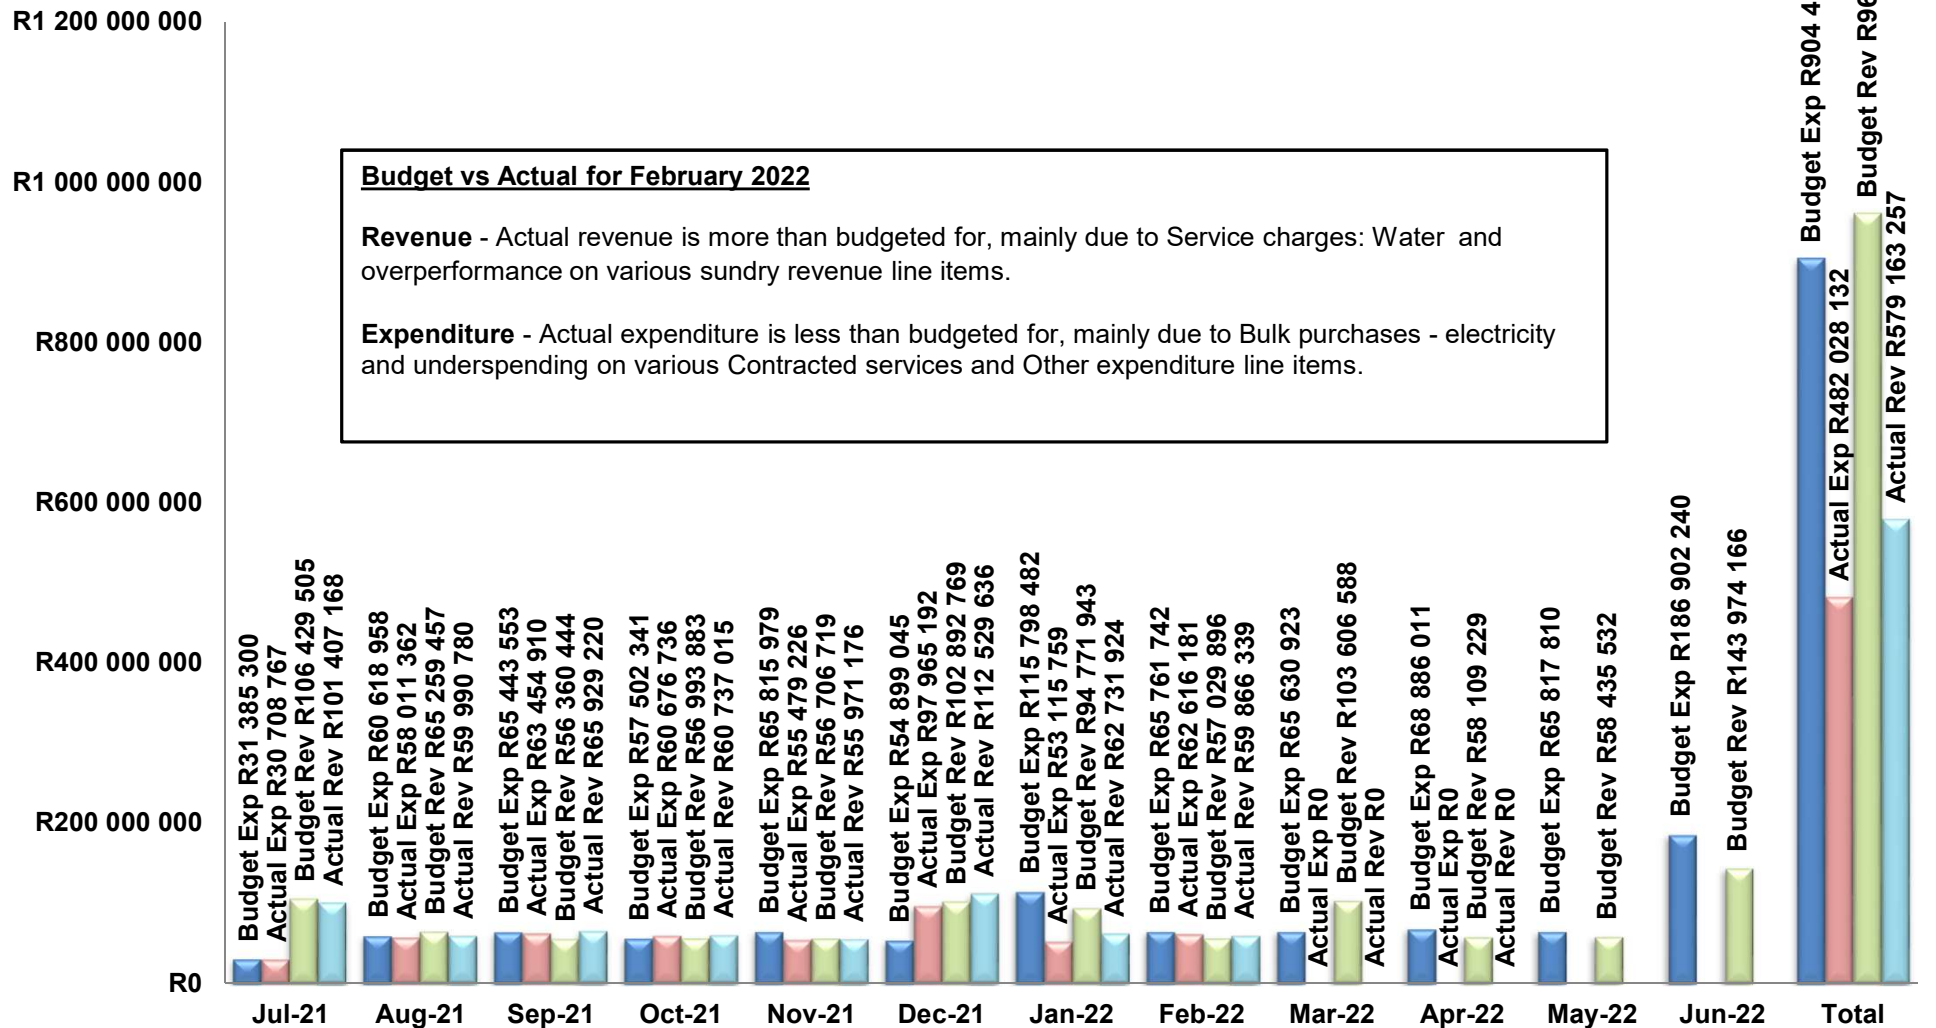 R1 200 000 000
R1 000 000 000
R800 000 000
R600 000 000
R400 000 000
R200 000 000
R0
Budget vs Actual for February 2022
Revenue - Actual revenue is more than budgeted for, mainly due to Service charges: Water and
overperformance on various sundry revenue line items.
Expenditure - Actual expenditure is less than budgeted for, mainly due to Bulk purchases - electricity
and underspending on various Contracted services and Other expenditure line items.
Budget Exp R31 385 300
Actual Exp R30 708 767
Budget Rev R106 429 505
Actual Rev R101 407 168
Budget Exp R60 618 958
Actual Exp R58 011 362
Budget Rev R65 259 457
Actual Rev R59 990 780
Budget Exp R65 443 553
Actual Exp R63 454 910
Budget Rev R56 360 444
Actual Rev R65 929 220
Budget Exp R57 502 341
Actual Exp R60 676 736
Budget Rev R56 993 883
Actual Rev R60 737 015
Budget Exp R65 815 979
Actual Exp R55 479 226
Budget Rev R56 706 719
Actual Rev R55 971 176
Budget Exp R54 899 045
Actual Exp R97 965 192
Budget Rev R102 892 769
Actual Rev R112 529 636
Budget Exp R115 798 482
Actual Exp R53 115 759
Budget Rev R94 771 943
Actual Rev R62 731 924
Budget Exp R65 761 742
Actual Exp R62 616 181
Budget Rev R57 029 896
Actual Rev R59 866 339
Budget Exp R65 630 923
Actual Exp R0
Budget Rev R103 606 588
Actual Rev R0
Budget Exp R68 886 011
Actual Exp R0
Budget Rev R58 109 229
Actual Rev R0
Budget Exp R65 817 810
Budget Rev R58 435 532
Budget Exp R186 902 240
Budget Rev R143 974 166
Budget Exp R904 4
Actual Exp R482 028 132
Budget Rev R96
Actual Rev R579 163 257
Jul-21
Aug-21
Sep-21
Oct-21
Nov-21
Dec-21
Jan-22
Feb-22
Mar-22
Apr-22
May-22
Jun-22
Total